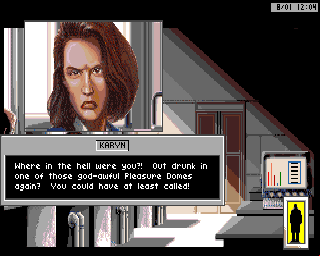 8/01 12:04
KARYN
Where in the hell were you?! Out drunk in
one of those god-awful Pleasure Domes
again? You could have at least called!